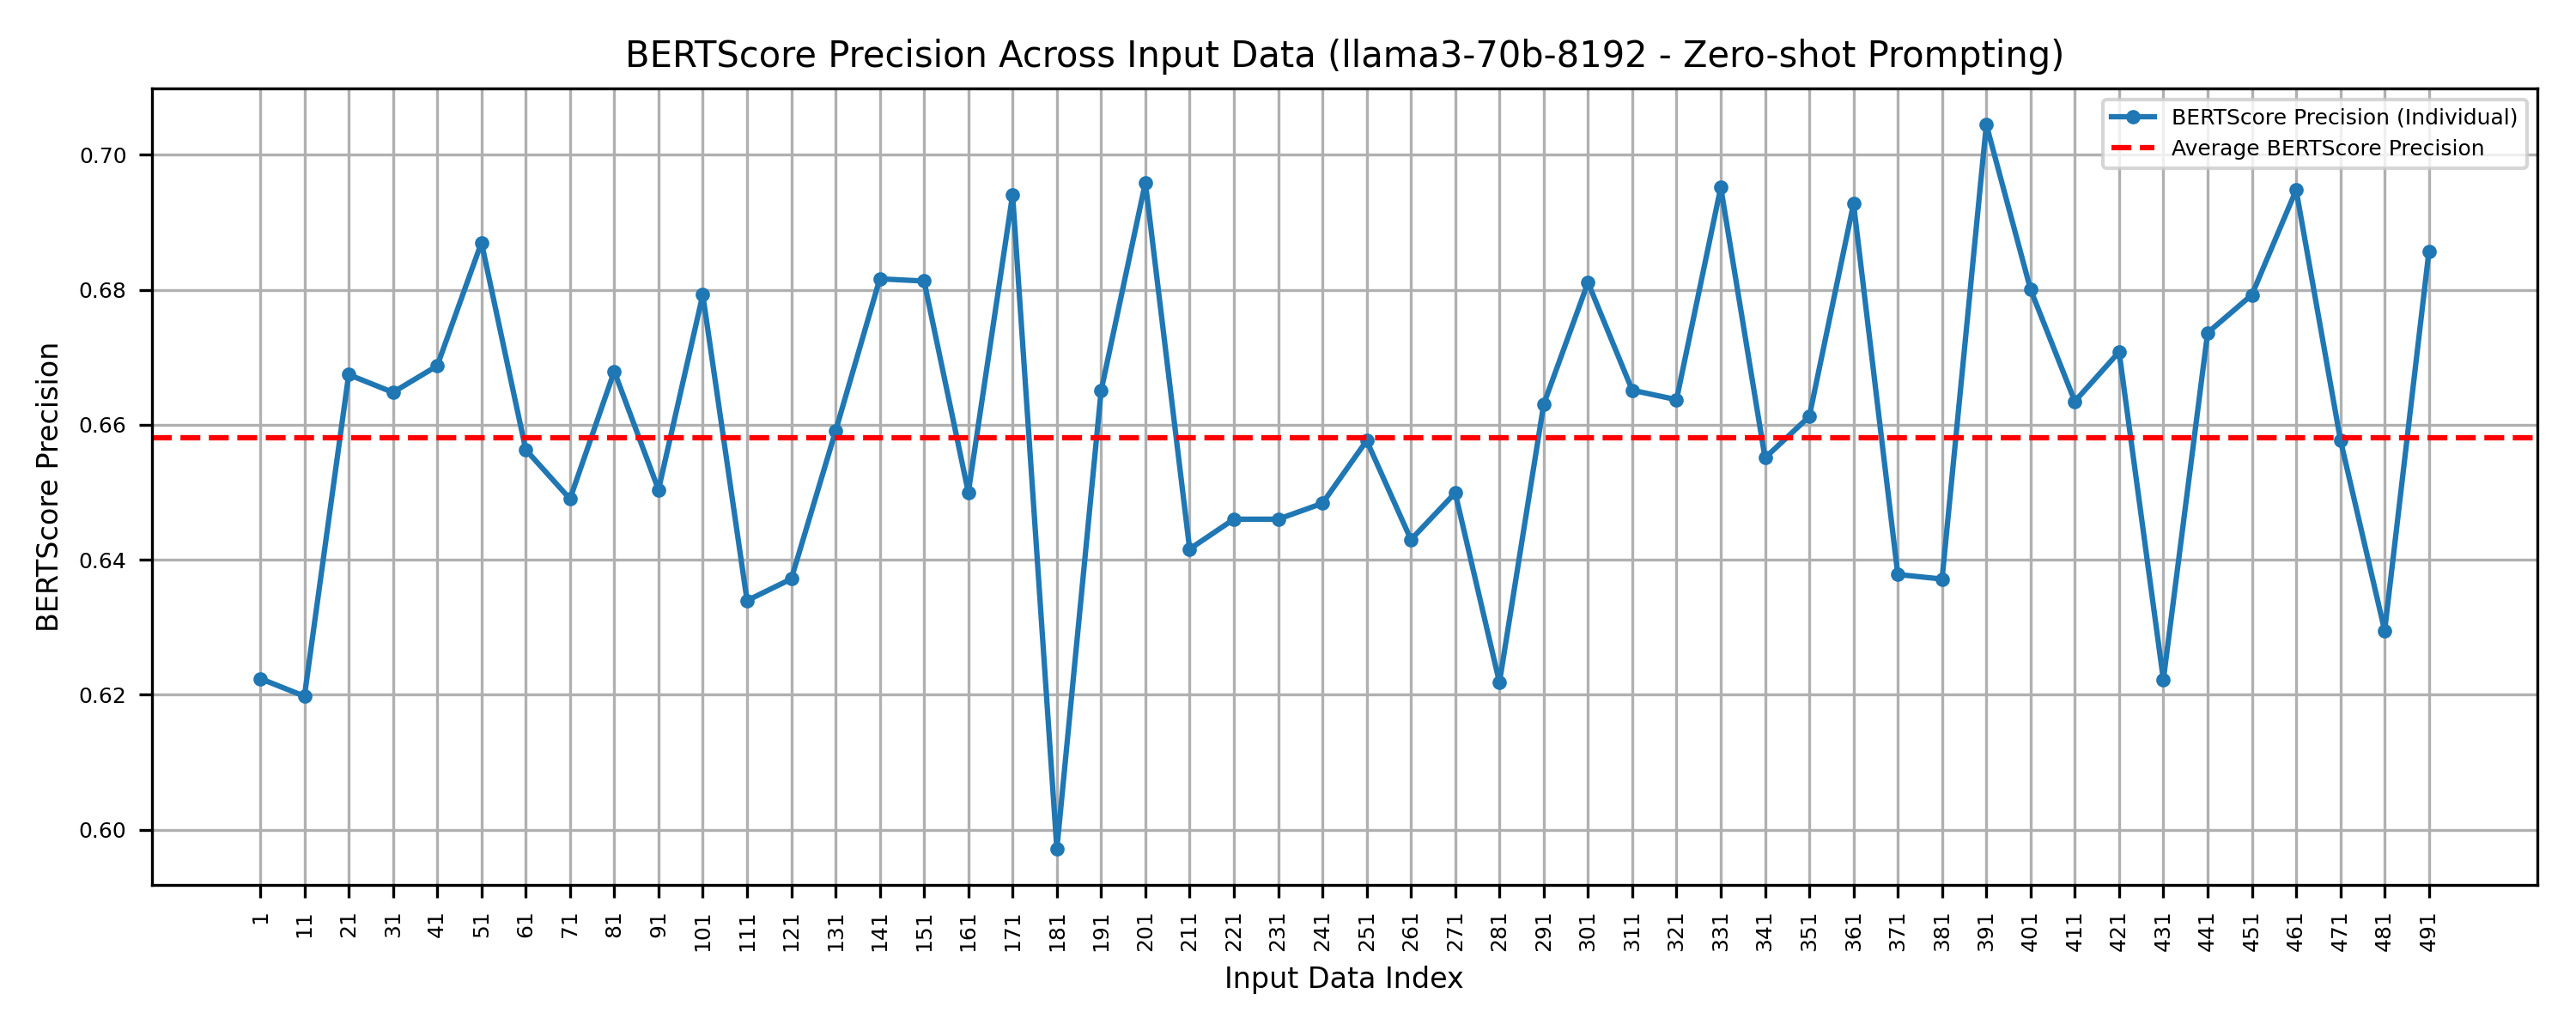 BERTScore Precision Across Input Data (llama3-70b-8192 - Zero-shot Prompting)
BERTScore Precision (Individual)
Average BERTScore Precision
BERTScore Precision
0.70
0.68
0.66
0.64
0.62
0.60
1 11 21 31 41 51 61 71 81 91 101 111 121 131 141 151 161 171 181 191 201 211 221 231 241 251 261 271 281 291 301 311 321 331 341 351 361 371 381 391 401 411 421 431 441 451 461 471 481 491
Input Data Index